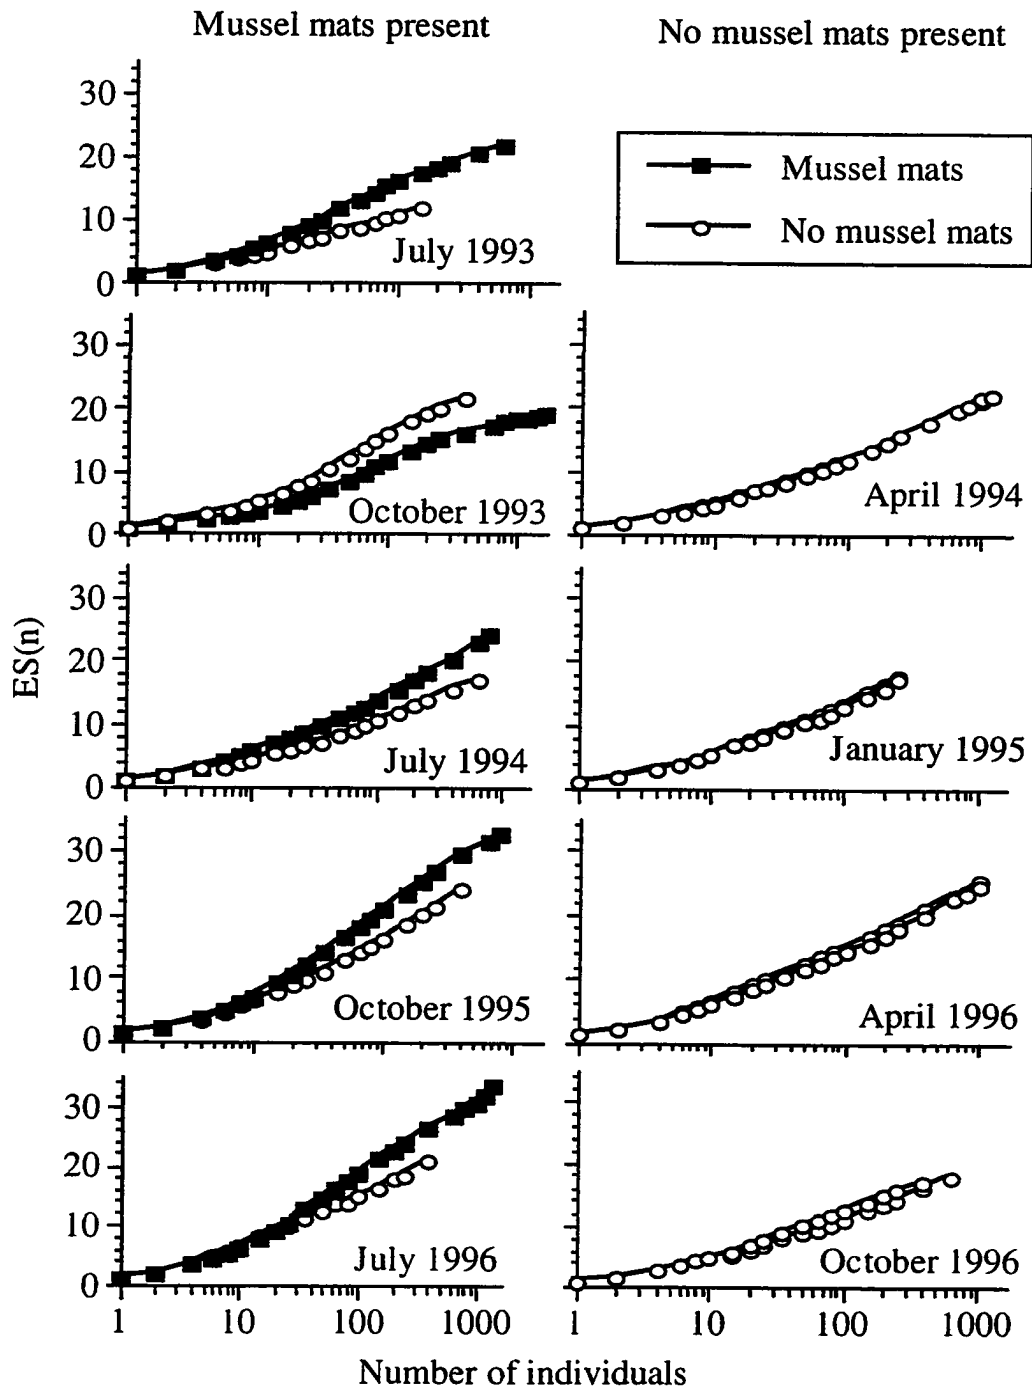 Mussel mats present
No mussel mats present
30
20
10
0
July 1993
Mussel mats
No mussel mats
30
20
10
0
October 1993
April 1994
30
20
10
0
July 1994
January 1995
30
20
10
0
October 1995
April 1996
30
20
10
0
July 1996
October 1996
ES(n)
1 10 100 1000
1 10 100 1000
Number of individuals